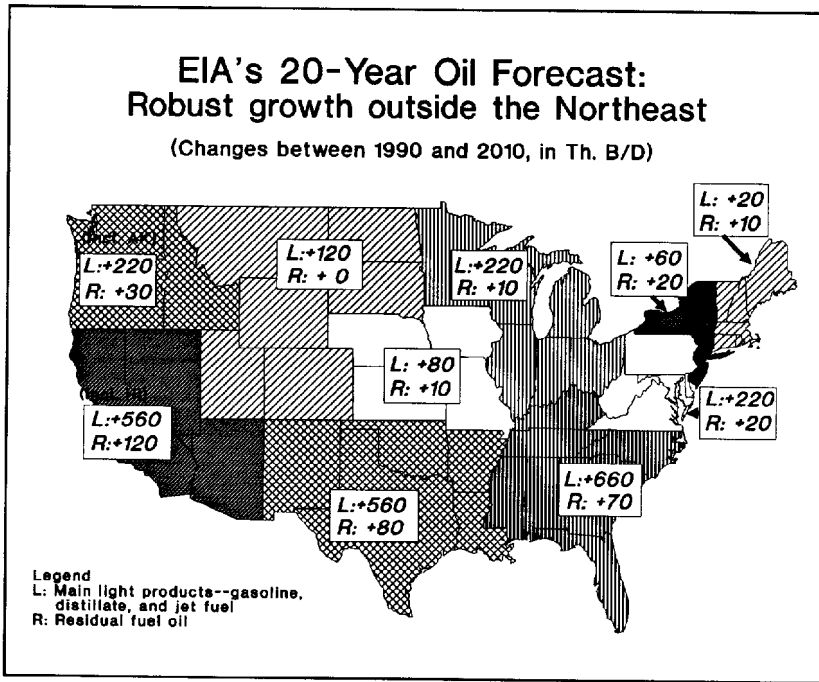 EIA's 20-Year Oil Forecast:
Robust growth outside the Northeast
(Changes between 1990 and 2010, in Th. B/D)
L: +20
R: +10
L:+220
R: +30
L:+120
R: + 0
L:+220
R: +10
L: +60
R: +20
L: +80
R: +10
L:+220
R: +20
L:+560
R:+120
L:+560
R: +80
L:+660
R: +70
Legend
L: Main light products--gasoline,
distillate, and jet fuel
R: Residual fuel oil